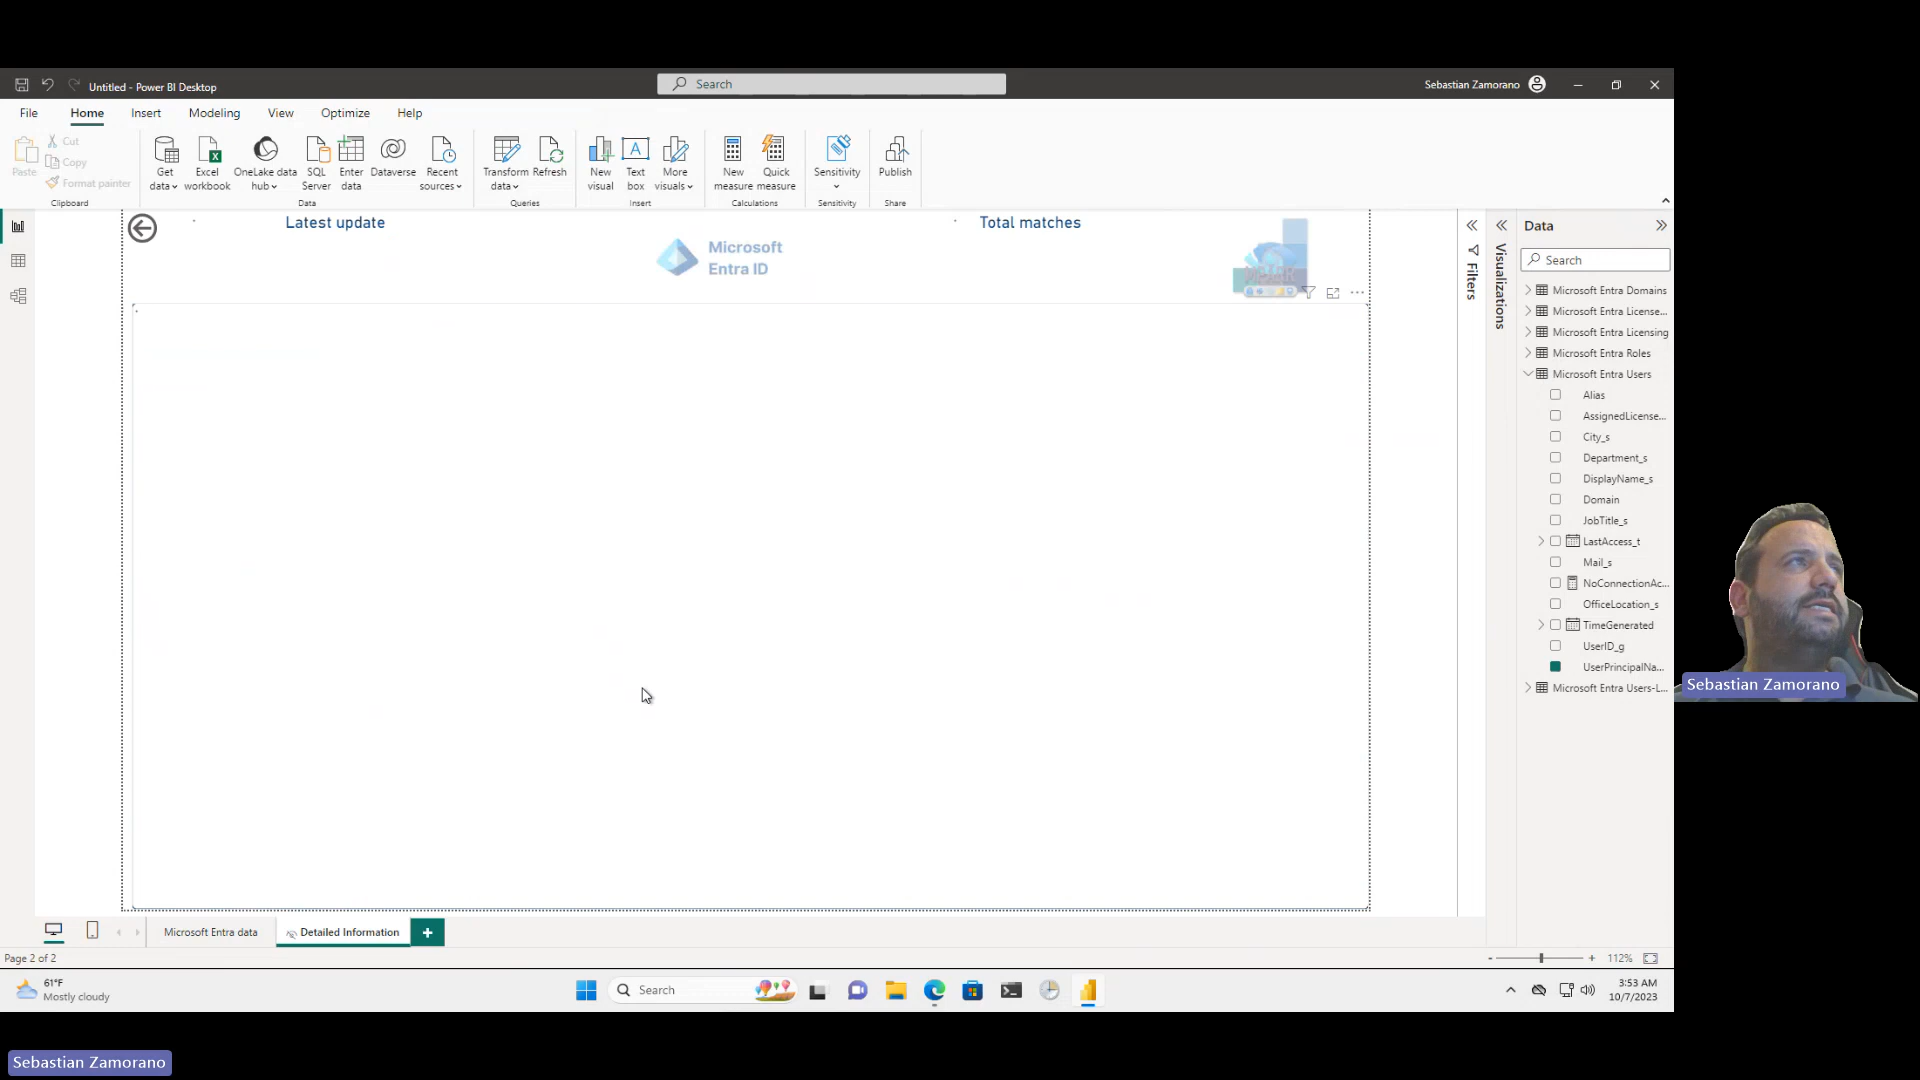 Untitled - Power BI Desktop
Search
Sebastian Zamorano
File
Home
Insert
Modeling
View
Optimize
Help
Paste
Cut
Copy
Format painter
Clipboard
Get data
Excel workbook
OneLake data hub
SQL Server
Enter data
Dataverse
Recent sources
Data
Transform data
Refresh
Queries
New visual
Text box
More visuals
Insert
New measure
Quick measure
Calculations
Sensitivity
Sensitivity
Publish
Share
Latest update
Microsoft
Entra ID
Total matches
Filters
Visualizations
Data
Search
Microsoft Entra Domains
Microsoft Entra License...
Microsoft Entra Licensing
Microsoft Entra Roles
Microsoft Entra Users
Alias
AssignedLicense...
City_s
Department_s
DisplayName_s
Domain
JobTitle_s
LastAccess_t
Mail_s
NoConnectionAc...
OfficeLocation_s
TimeGenerated
UserID_g
UserPrincipalNa...
Microsoft Entra Users-L...
Sebastian Zamorano
Microsoft Entra data
Detailed Information
Page 2 of 2
112%
61°F
Mostly cloudy
Search
3:53 AM
10/7/2023
Sebastian Zamorano